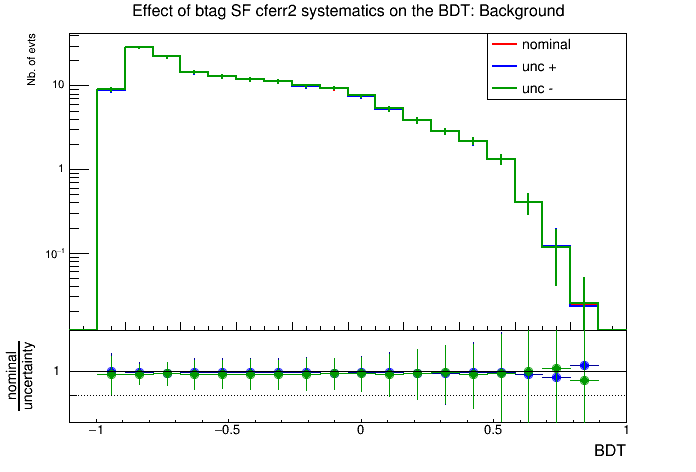 Effect of btag SF cferr2 systematics on the BDT: Background
Nb. of evts
nominal
unc +
unc -
10
1
10⁻¹
nominal
uncertainty
1
−1
−0.5
0
0.5
1
BDT